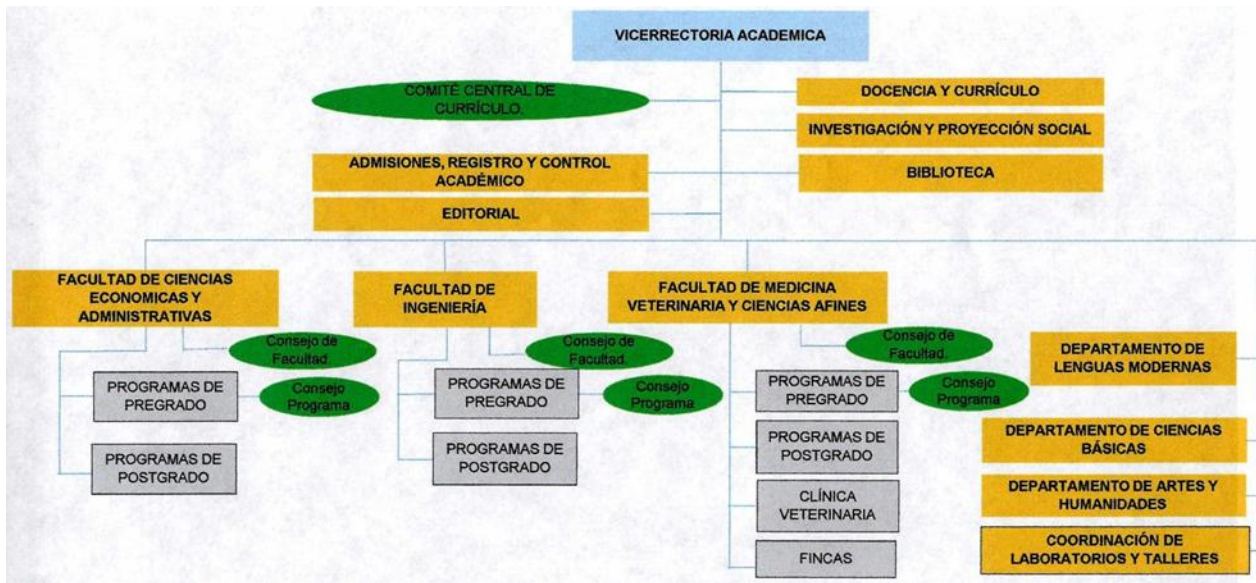 VICERRECTORIA ACADEMICA
COMITÉ CENTRAL DE
CURRÍCULO.
DOCENCIA Y CURRÍCULO
INVESTIGACIÓN Y PROYECCIÓN SOCIAL
ADMISIONES, REGISTRO Y CONTROL
ACADÉMICO
BIBLIOTECA
EDITORIAL
FACULTAD DE CIENCIAS
ECONOMICAS Y
ADMINISTRATIVAS
FACULTAD DE
INGENIERÍA
FACULTAD DE MEDICINA
VETERINARIA Y CIENCIAS AFINES
Consejo de
Facultad.
Consejo de
Facultad.
Consejo de
Facultad.
DEPARTAMENTO DE
LENGUAS MODERNAS
PROGRAMAS DE
PREGRADO
Consejo
Programa
PROGRAMAS DE
PREGRADO
Consejo
Programa
PROGRAMAS DE
PREGRADO
Consejo
Programa
PROGRAMAS DE
POSTGRADO
PROGRAMAS DE
POSTGRADO
PROGRAMAS DE
POSTGRADO
DEPARTAMENTO DE CIENCIAS
BÁSICAS
CLÍNICA
VETERINARIA
DEPARTAMENTO DE ARTES Y
HUMANIDADES
FINCAS
COORDINACIÓN DE
LABORATORIOS Y TALLERES